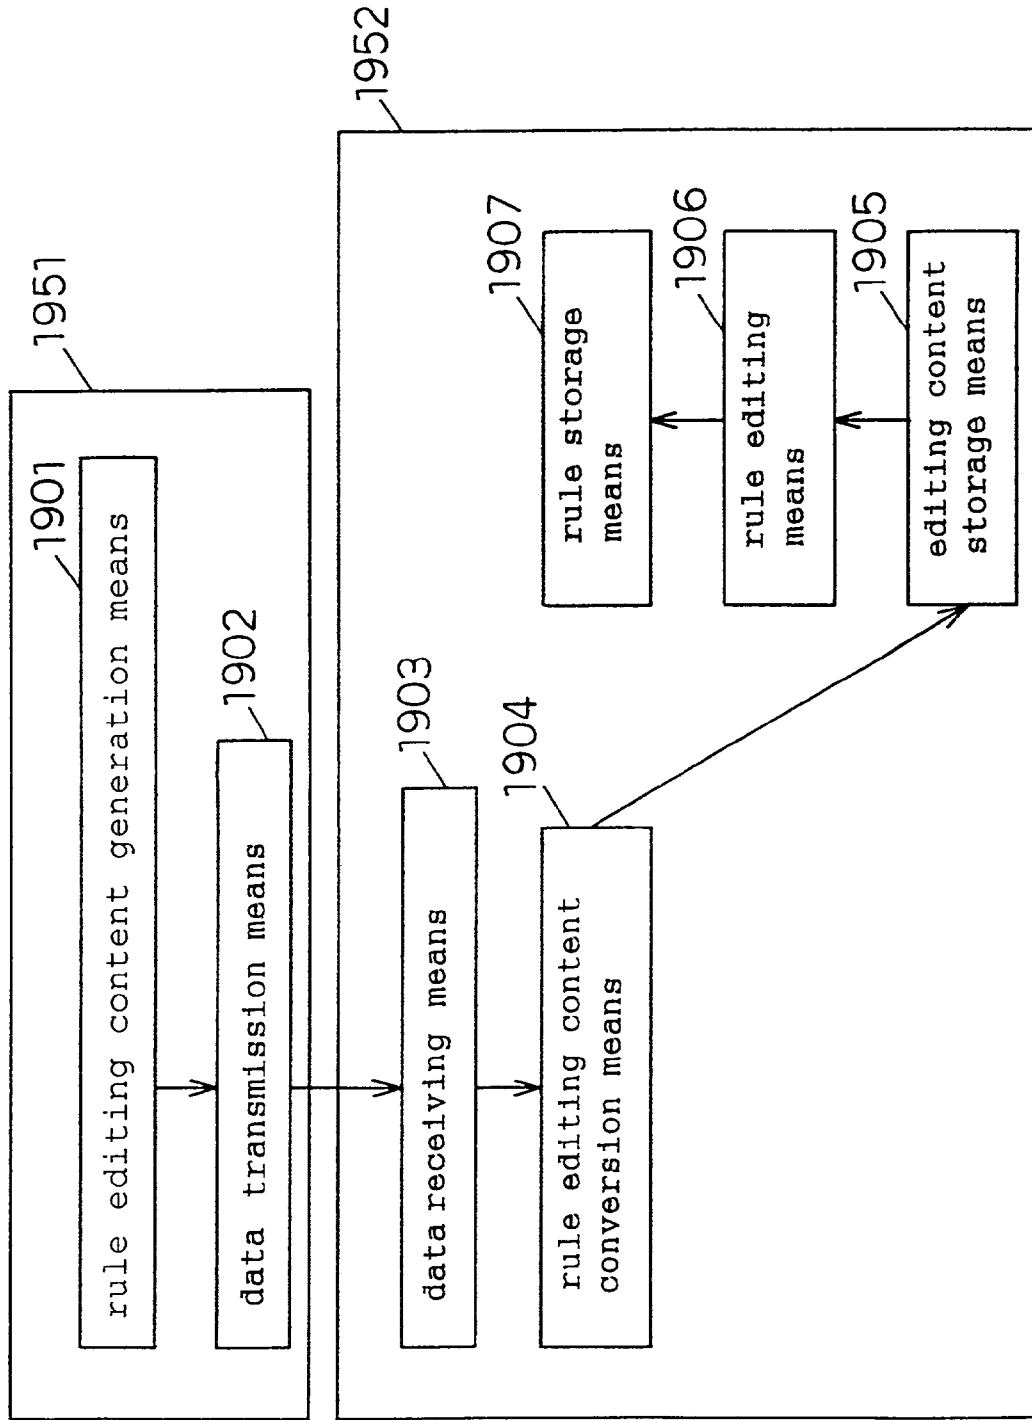 1951
1901
rule editing content generation means
1902
data transmission means
1952
1903
data receiving means
1904
rule editing content
conversion means
1907
rule storage
means
1906
rule editing
means
1905
editing content
storage means